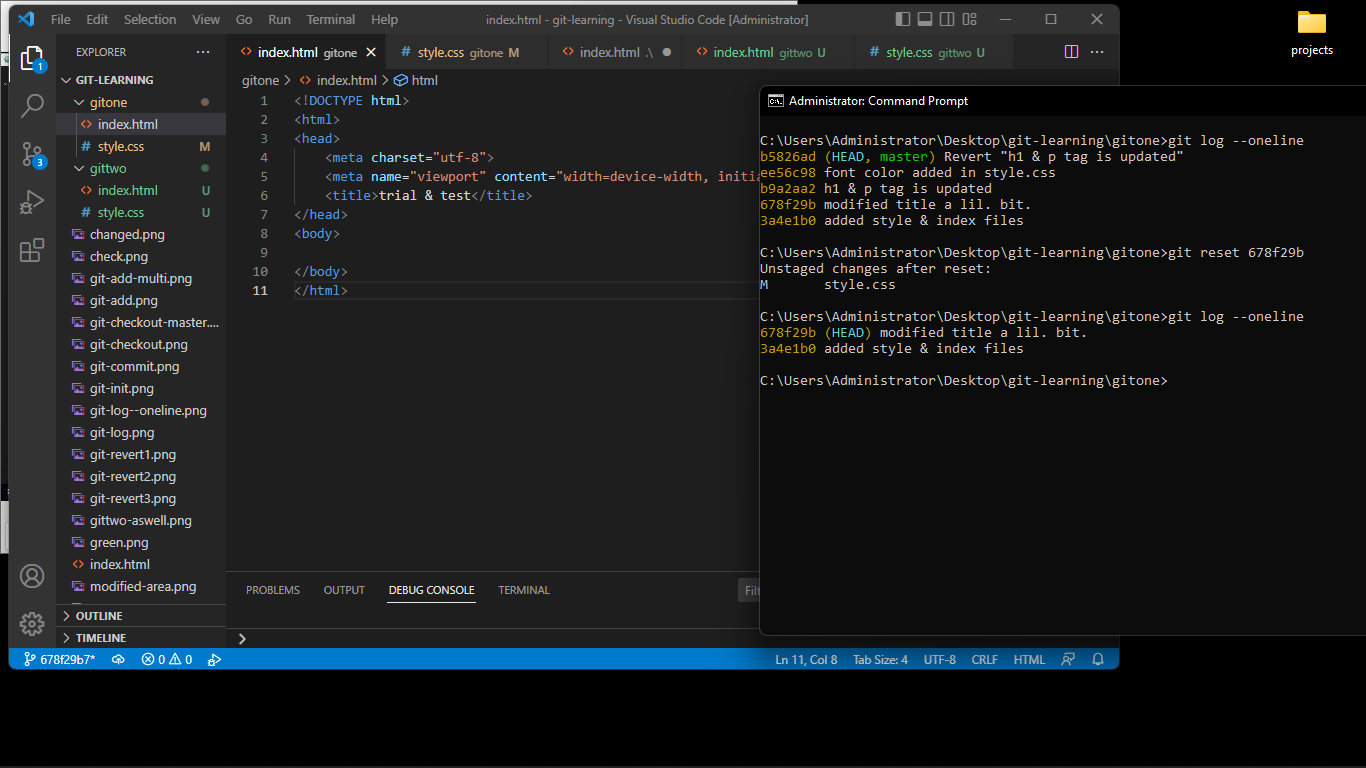 File Edit Selection View Go Run Terminal Help index.html - git-learning - Visual Studio Code [Administrator]
projects
EXPLORER
index.html gitone style.css gitone M index.html .\ index.html gittwo U style.css gittwo U
GIT-LEARNING
gitone
index.html
style.css M
gittwo
index.html U
style.css U
changed.png
check.png
git-add-multi.png
git-add.png
git-checkout-master....
git-checkout.png
git-commit.png
git-init.png
git-log--oneline.png
git-log.png
git-revert1.png
git-revert2.png
git-revert3.png
gittwo-aswell.png
green.png
index.html
modified-area.png
OUTLINE
TIMELINE
1
3
gitone > index.html > html
1 <!DOCTYPE html>
2 <html>
3 <head>
4 <meta charset="utf-8">
5 <meta name="viewport" content="width=device-width, initia
6 <title>trial & test</title>
7 </head>
8 <body>
9
10 </body>
11 </html>
PROBLEMS OUTPUT DEBUG CONSOLE TERMINAL Filt
678f29b7* 0 0 Ln 11, Col 8 Tab Size: 4 UTF-8 CRLF HTML
Administrator: Command Prompt
C:\Users\Administrator\Desktop\git-learning\gitone>git log --oneline
b5826ad (HEAD, master) Revert "h1 & p tag is updated"
ee56c98 font color added in style.css
b9a2aa2 h1 & p tag is updated
678f29b modified title a lil. bit.
3a4e1b0 added style & index files
C:\Users\Administrator\Desktop\git-learning\gitone>git reset 678f29b
Unstaged changes after reset:
M style.css
C:\Users\Administrator\Desktop\git-learning\gitone>git log --oneline
678f29b (HEAD) modified title a lil. bit.
3a4e1b0 added style & index files
C:\Users\Administrator\Desktop\git-learning\gitone>